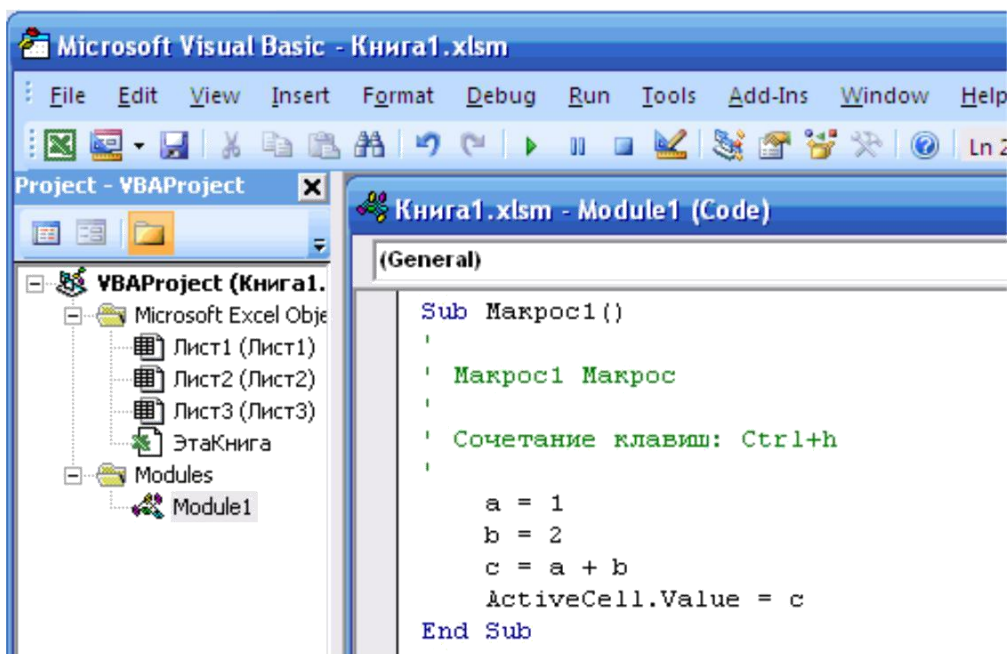 Microsoft Visual Basic - Книга1.xlsm
File Edit View Insert Format Debug Run Tools Add-Ins Window Help
Ln 2
Project - VBAProject
Книга1.xlsm - Module1 (Code)
(General)
VBAProject (Книга1.
Microsoft Excel Obje
Лист1 (Лист1)
Лист2 (Лист2)
Лист3 (Лист3)
ЭтаКнига
Modules
Module1
Sub Макрос1()
'
' Макрос1 Макрос
'
' Сочетание клавиш: Ctrl+h
'
a = 1
b = 2
c = a + b
ActiveCell.Value = c
End Sub